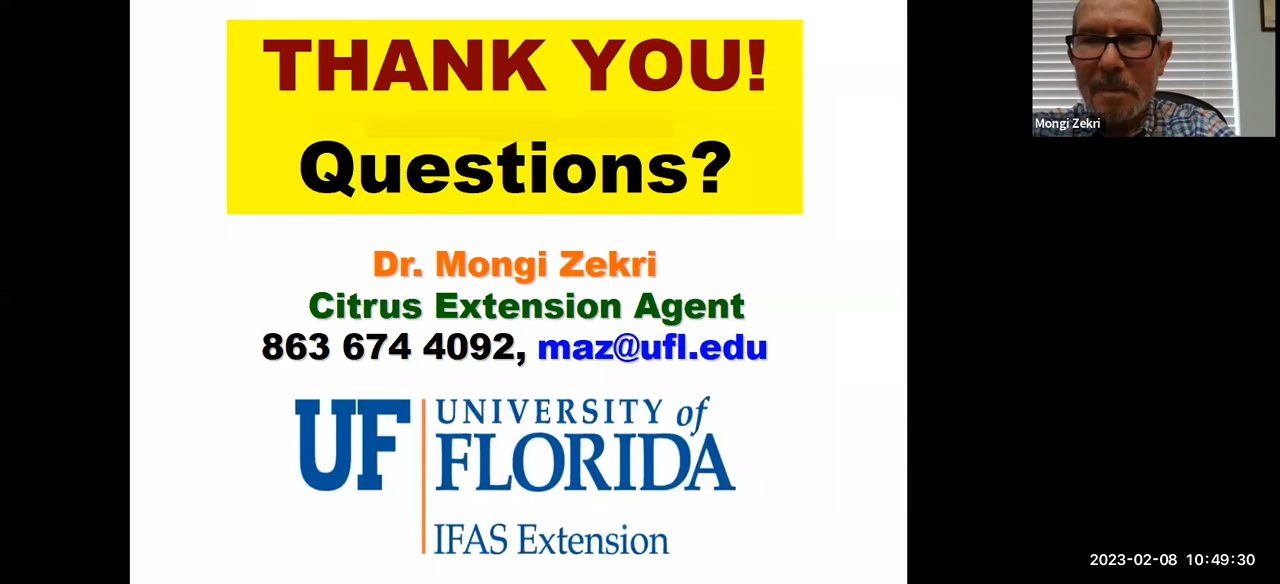 THANK YOU!
Questions?
Dr. Mongi Zekri
Citrus Extension Agent
863 674 4092, maz@ufl.edu
UF UNIVERSITY of
FLORIDA
IFAS Extension
Mongi Zekri
2023-02-08 10:49:30